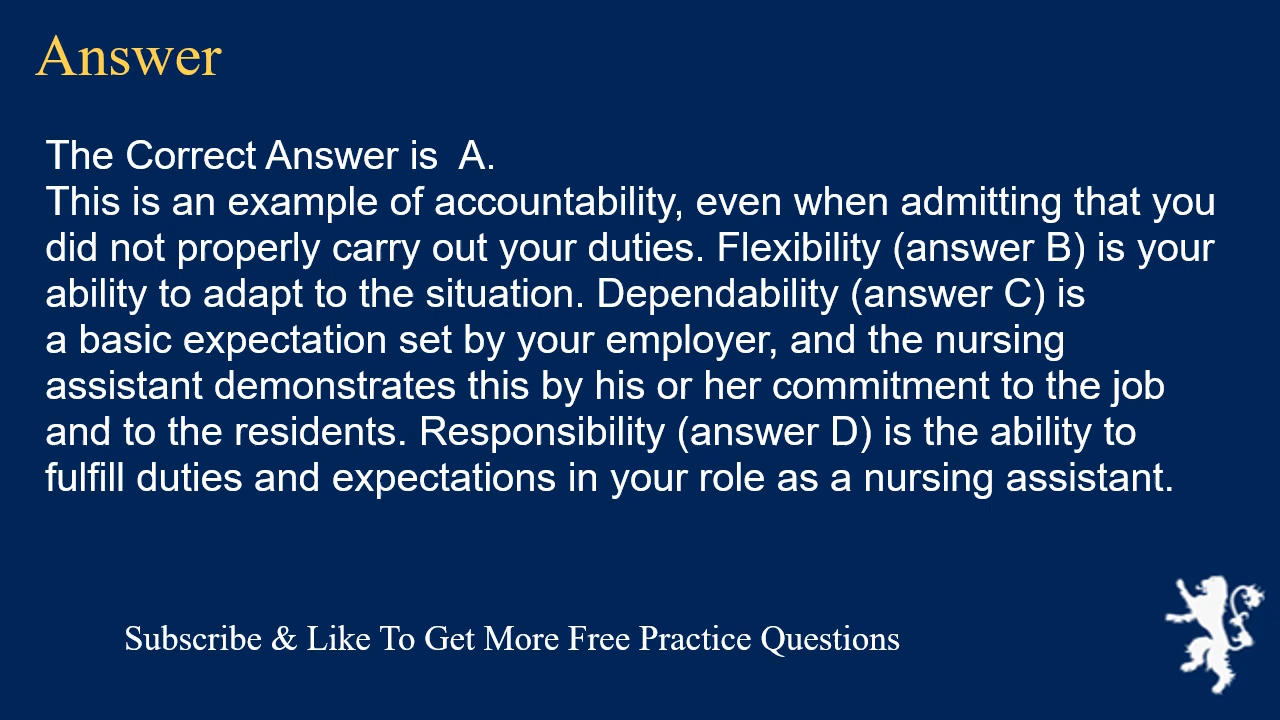 Answer
The Correct Answer is  A.
This is an example of accountability, even when admitting that you
did not properly carry out your duties. Flexibility (answer B) is your
ability to adapt to the situation. Dependability (answer C) is
a basic expectation set by your employer, and the nursing
assistant demonstrates this by his or her commitment to the job
and to the residents. Responsibility (answer D) is the ability to
fulfill duties and expectations in your role as a nursing assistant.
Subscribe & Like To Get More Free Practice Questions